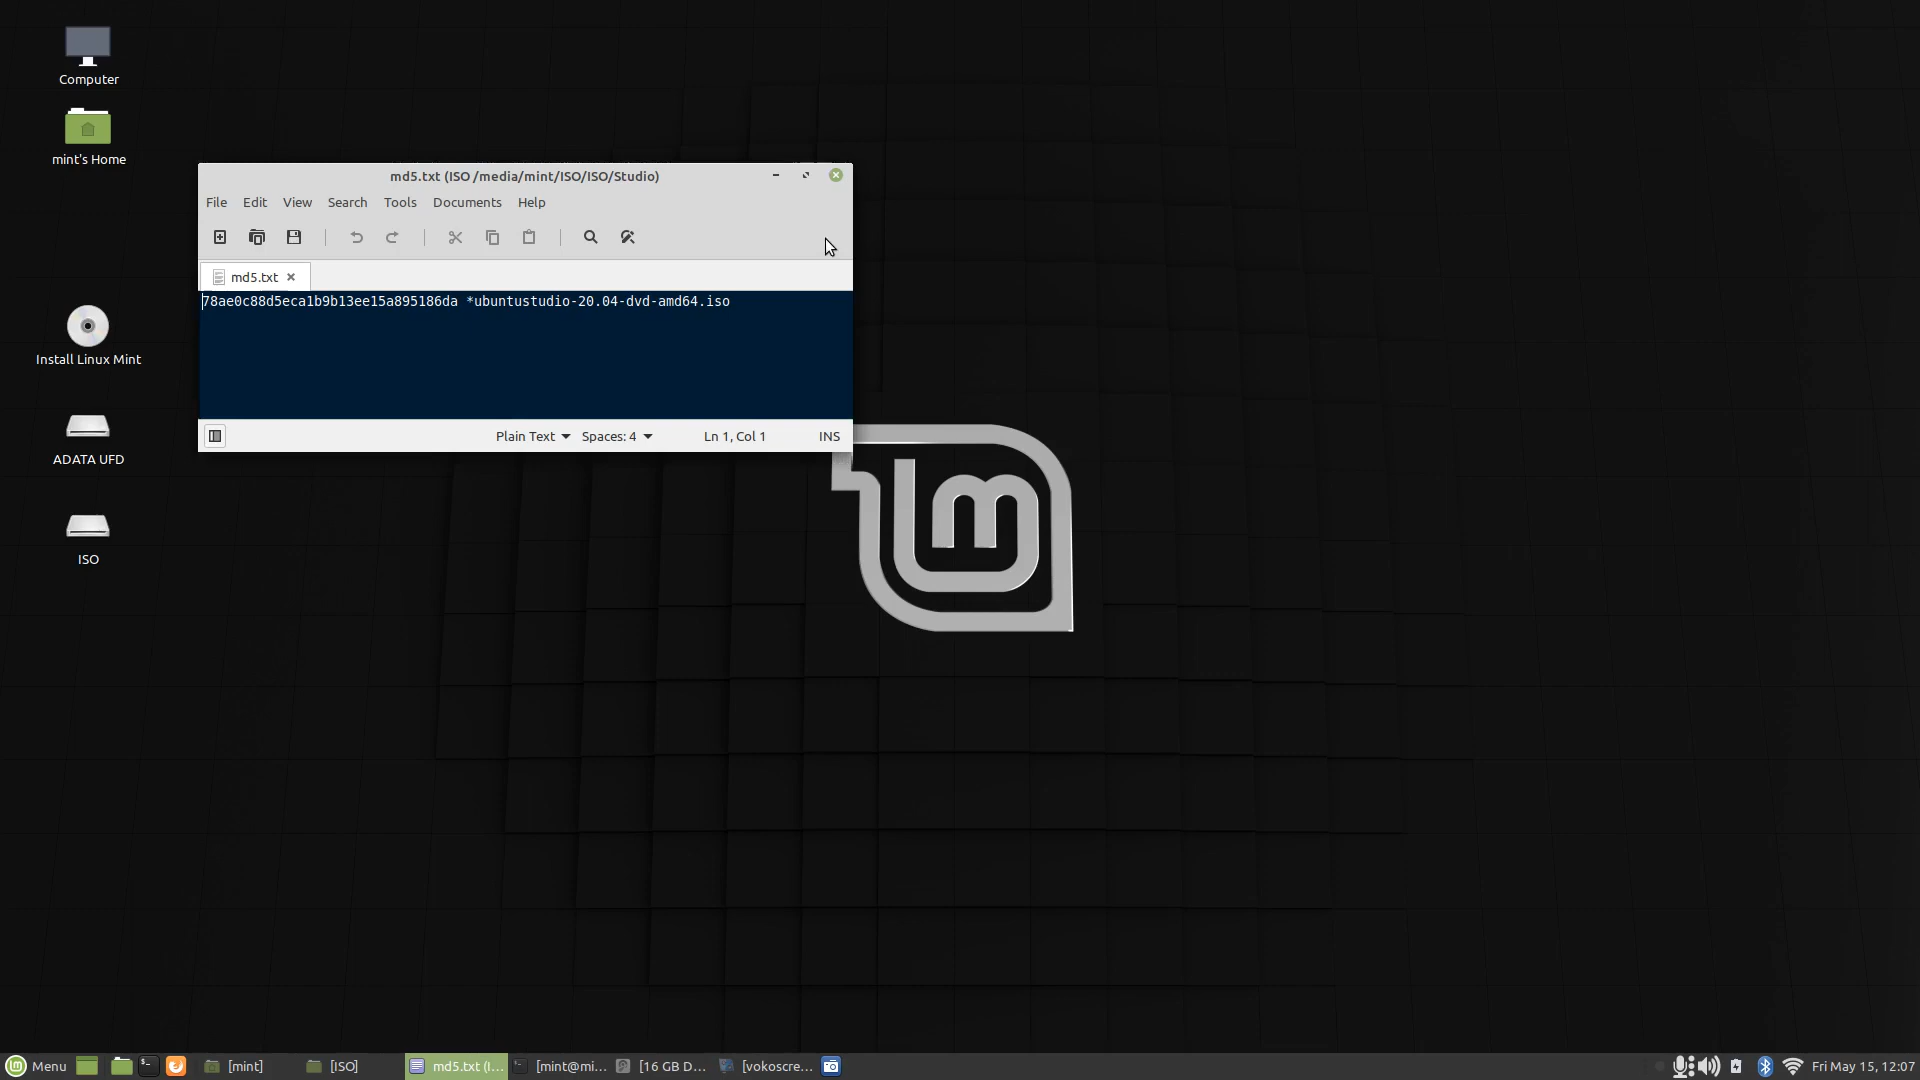 Computer
mint's Home
Install Linux Mint
ADATA UFD
ISO
md5.txt (ISO /media/mint/ISO/ISO/Studio)
File Edit View Search Tools Documents Help
md5.txt
78ae0c88d5eca1b9b13ee15a895186da *ubuntustudio-20.04-dvd-amd64.iso
Plain Text Spaces: 4 Ln 1, Col 1 INS
Menu [mint] [ISO] md5.txt (I... [mint@mi... [16 GB D... [vokoscre... Fri May 15, 12:07